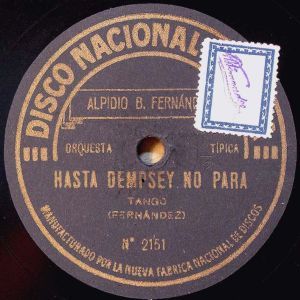 DISCO NACIONAL
ALPIDIO B. FERNÁND
ORQUESTA TÍPICA
HASTA DEMPSEY NO PARA
TANGO
(FERNÁNDEZ)
Nº 2151
MANUFACTURADO POR LA NUEVA FABRICA NACIONAL DE DISCOS